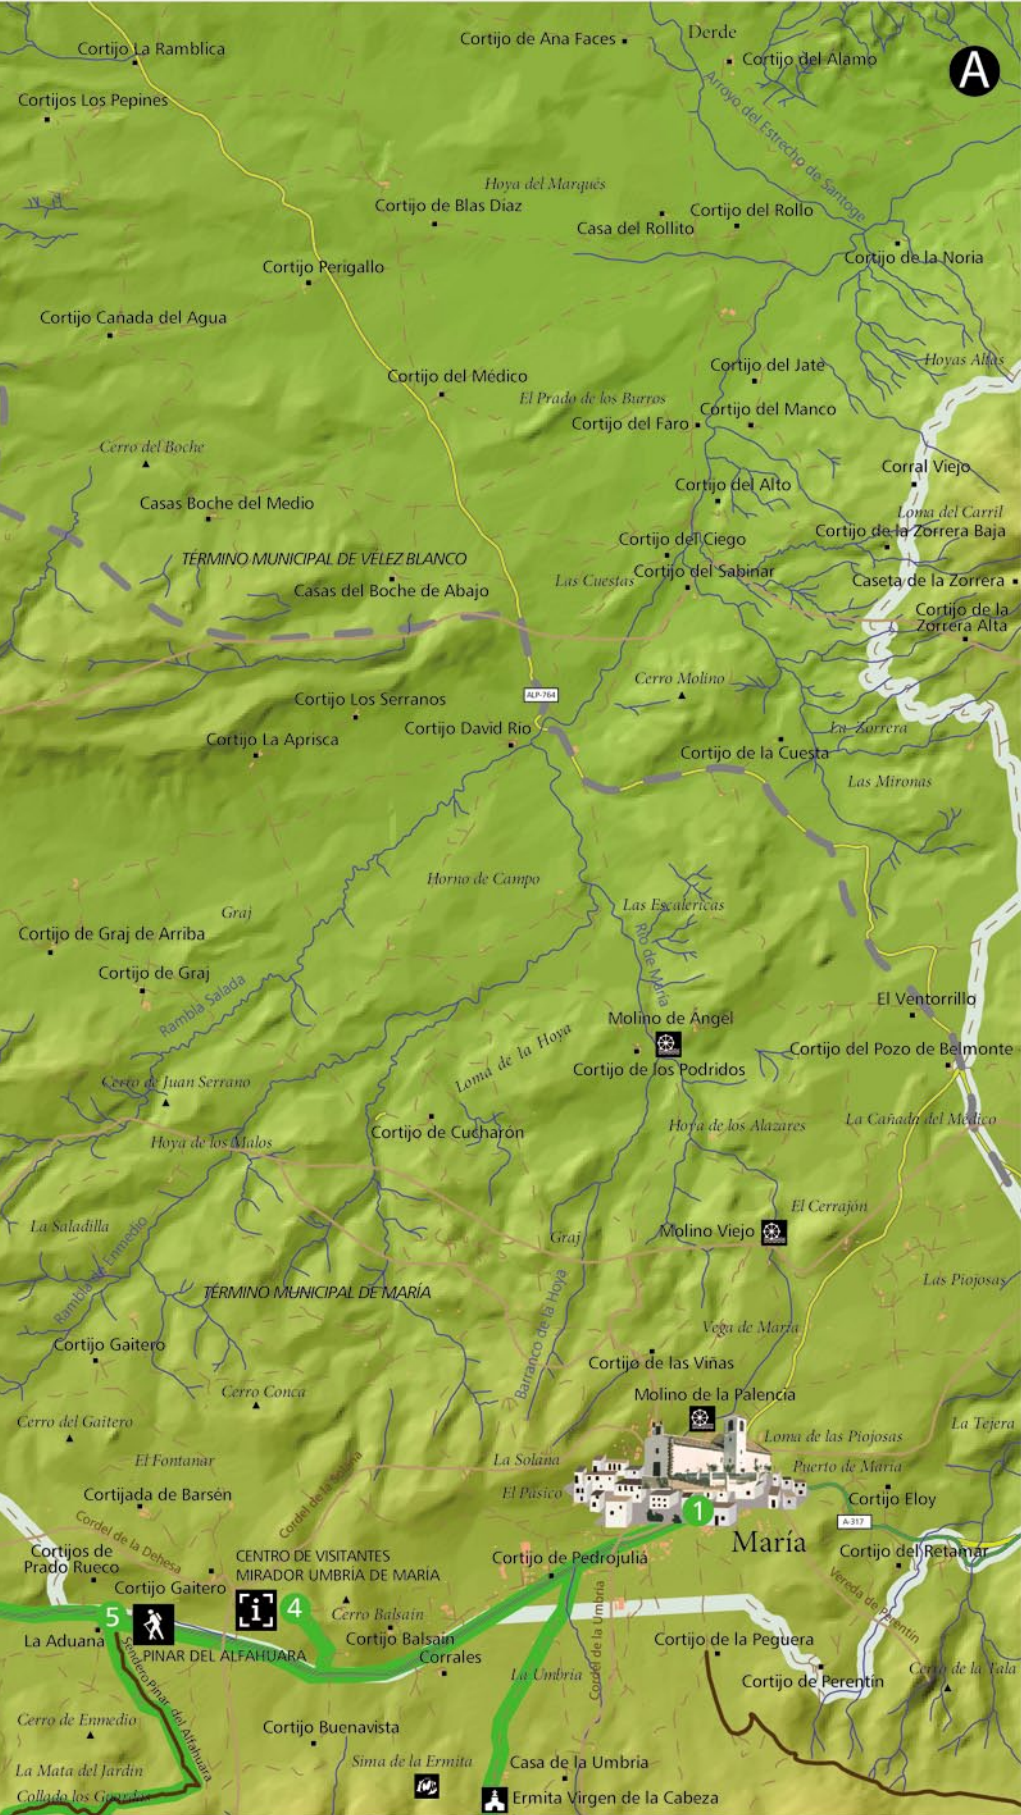 Derde
Cortijo de Ana Faces
Cortijo La Ramblica
Cortijo del Álamo
A
Cortijos Los Pepines
Arroyo del Estrecho de Santoge
Hoya del Marqués
Cortijo de Blas Díaz
Cortijo del Rollo
Casa del Rollito
Cortijo de la Noria
Cortijo Perigallo
Cortijo Cañada del Agua
Hoyas Altas
Cortijo del Jate
Cortijo del Médico
El Prado de los Burros
Cortijo del Manco
Cortijo del Faro
Cerro del Boche
Corral Viejo
Cortijo del Alto
Casas Boche del Medio
Loma del Carril
Cortijo de la Zorrera Baja
Cortijo del Ciego
TÉRMINO MUNICIPAL DE VÉLEZ BLANCO
Cortijo del Sabinar
Las Cuestas
Caseta de la Zorrera
Casas del Boche de Abajo
Cortijo de la
Zorrera Alta
Cerro Molino
ALP-764
Cortijo Los Serranos
Cortijo David Río
La Zorrera
Cortijo La Aprisca
Cortijo de la Cuesta
Las Mironas
Horno de Campo
Las Escalericas
Graj
Cortijo de Graj de Arriba
Río de María
Cortijo de Graj
Rambla Salada
El Ventorrillo
Molino de Ángel
Loma de la Hoya
Cortijo del Pozo de Belmonte
Cortijo de los Podridos
Cerro de Juan Serrano
La Cañada del Médico
Hoya de los Alazares
Cortijo de Cucharón
Hoya de los Malos
El Cerrajón
La Saladilla
Molino Viejo
Graj
Rambla de Enmedio
Las Piojosas
TÉRMINO MUNICIPAL DE MARÍA
Barranco de la Hoya
Vega de María
Cortijo Gaitero
Cortijo de las Viñas
Cerro Conca
Molino de la Palencia
Cerro del Gaitero
La Tejera
Loma de las Piojosas
El Fontanar
La Solana
Puerto de María
Cordel de la Solana
Cortijada de Barsén
El Pásico
Cortijo Eloy
1
A-317
Cordel de la Dehesa
María
Cortijos de
Prado Rueco
CENTRO DE VISITANTES
MIRADOR UMBRÍA DE MARÍA
Cortijo de Pedrojuliá
Cortijo del Retamar
Cortijo Gaitero
Vereda de Perentín
5
i
4
Cerro Balsaín
Cordel de la Umbría
La Aduana
Cortijo Balsaín
Cortijo de la Peguera
PINAR DEL ALFAHUARA
Corrales
Cerro de la Tala
La Umbría
Cortijo de Perentín
Sendero Pinar del Alfahuara
Cerro de Enmedio
Cortijo Buenavista
Sima de la Ermita
Casa de la Umbría
La Mata del Jardín
Collado los Guardas
Ermita Virgen de la Cabeza